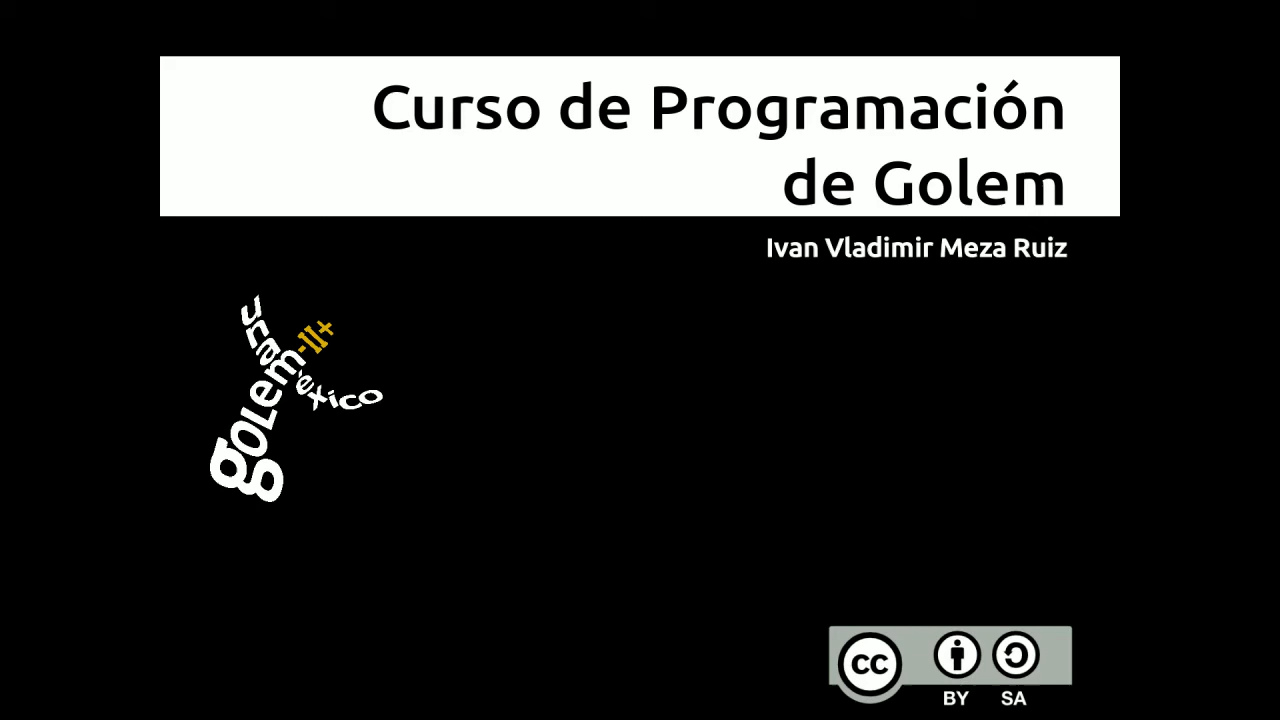 Curso de Programación
de Golem
Ivan Vladimir Meza Ruiz
golem-II+
unam
méxico
cc
BY SA